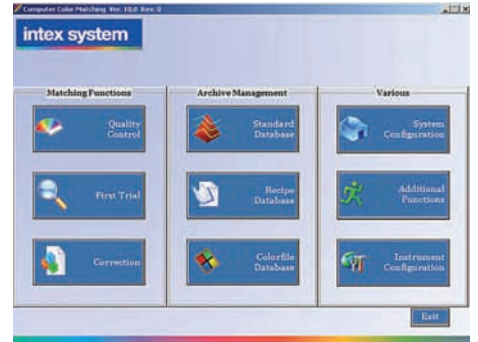 Computer Color Matching Ver. 10.0 Rev. 0
intex system
Matching Functions
Quality
Control
First Trial
Correction
Archive Management
Standard
Database
Recipe
Database
Colorfile
Database
Various
System
Configuration
Additional
Functions
Instrument
Configuration
Exit